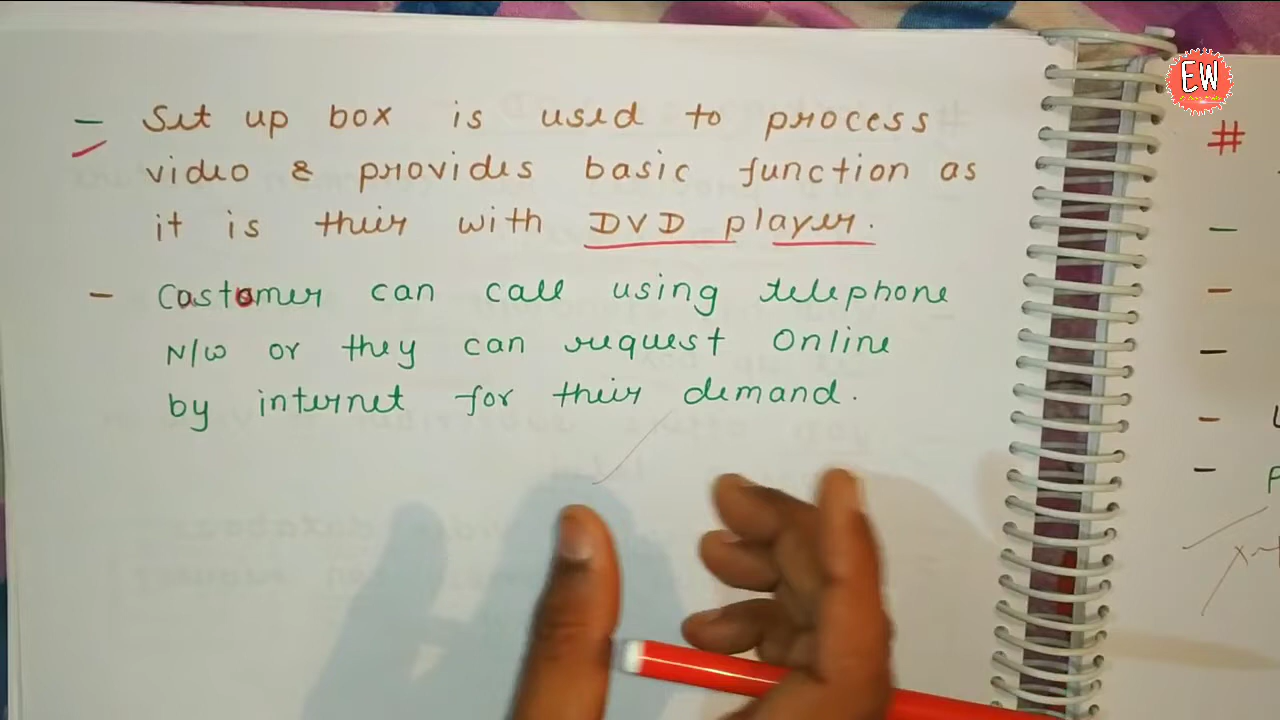 - Set up box is used to process
video & provides basic function as
it is their with DVD player.
- Castomer can call using telephone
N/W or they can request Online
by internet for their demand.
EW
#